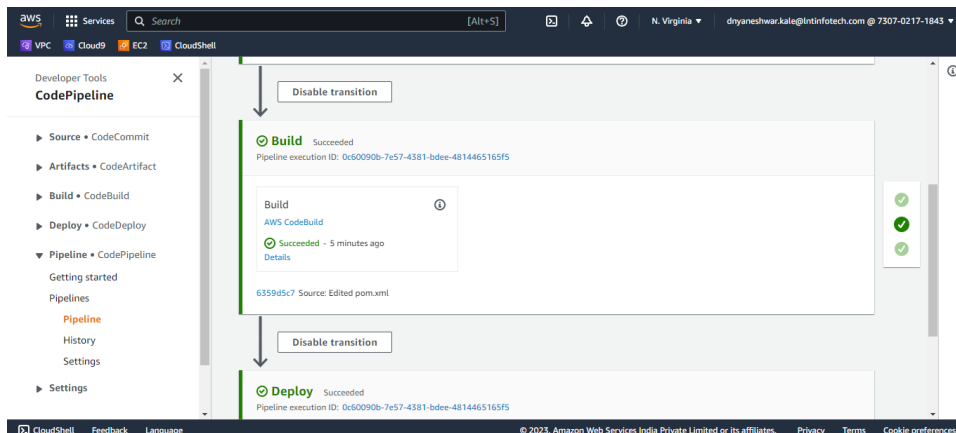 aws Services Search [Alt+S] N. Virginia dnyaneshwar.kale@lntinfotech.com @ 7307-0217-1843
VPC Cloud9 EC2 CloudShell
Developer Tools
CodePipeline
Source • CodeCommit
Artifacts • CodeArtifact
Build • CodeBuild
Deploy • CodeDeploy
Pipeline • CodePipeline
Getting started
Pipelines
Pipeline
History
Settings
Settings
Disable transition
Build Succeeded
Pipeline execution ID: 0c60090b-7e57-4381-bdee-4814465165f5
Build
AWS CodeBuild
Succeeded - 5 minutes ago
Details
6359d5c7 Source: Edited pom.xml
Disable transition
Deploy Succeeded
Pipeline execution ID: 0c60090b-7e57-4381-bdee-4814465165f5
CloudShell Feedback Language © 2023, Amazon Web Services India Private Limited or its affiliates. Privacy Terms Cookie preferences